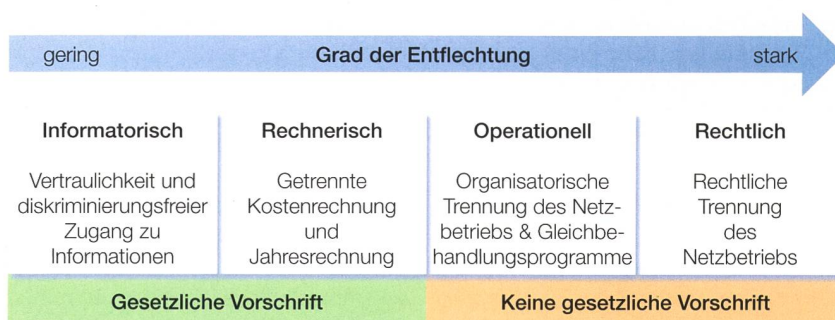 gering Grad der Entflechtung stark
Informatorisch
Vertraulichkeit und
diskriminierungsfreier
Zugang zu
Informationen
Rechnerisch
Getrennte
Kostenrechnung
und
Jahresrechnung
Operationell
Organisatorische
Trennung des Netz-
betriebs & Gleichbe-
handlungsprogramme
Rechtlich
Rechtliche
Trennung
des
Netzbetriebs
Gesetzliche Vorschrift
Keine gesetzliche Vorschrift